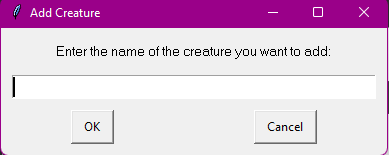 Add Creature
Enter the name of the creature you want to add:
OK
Cancel